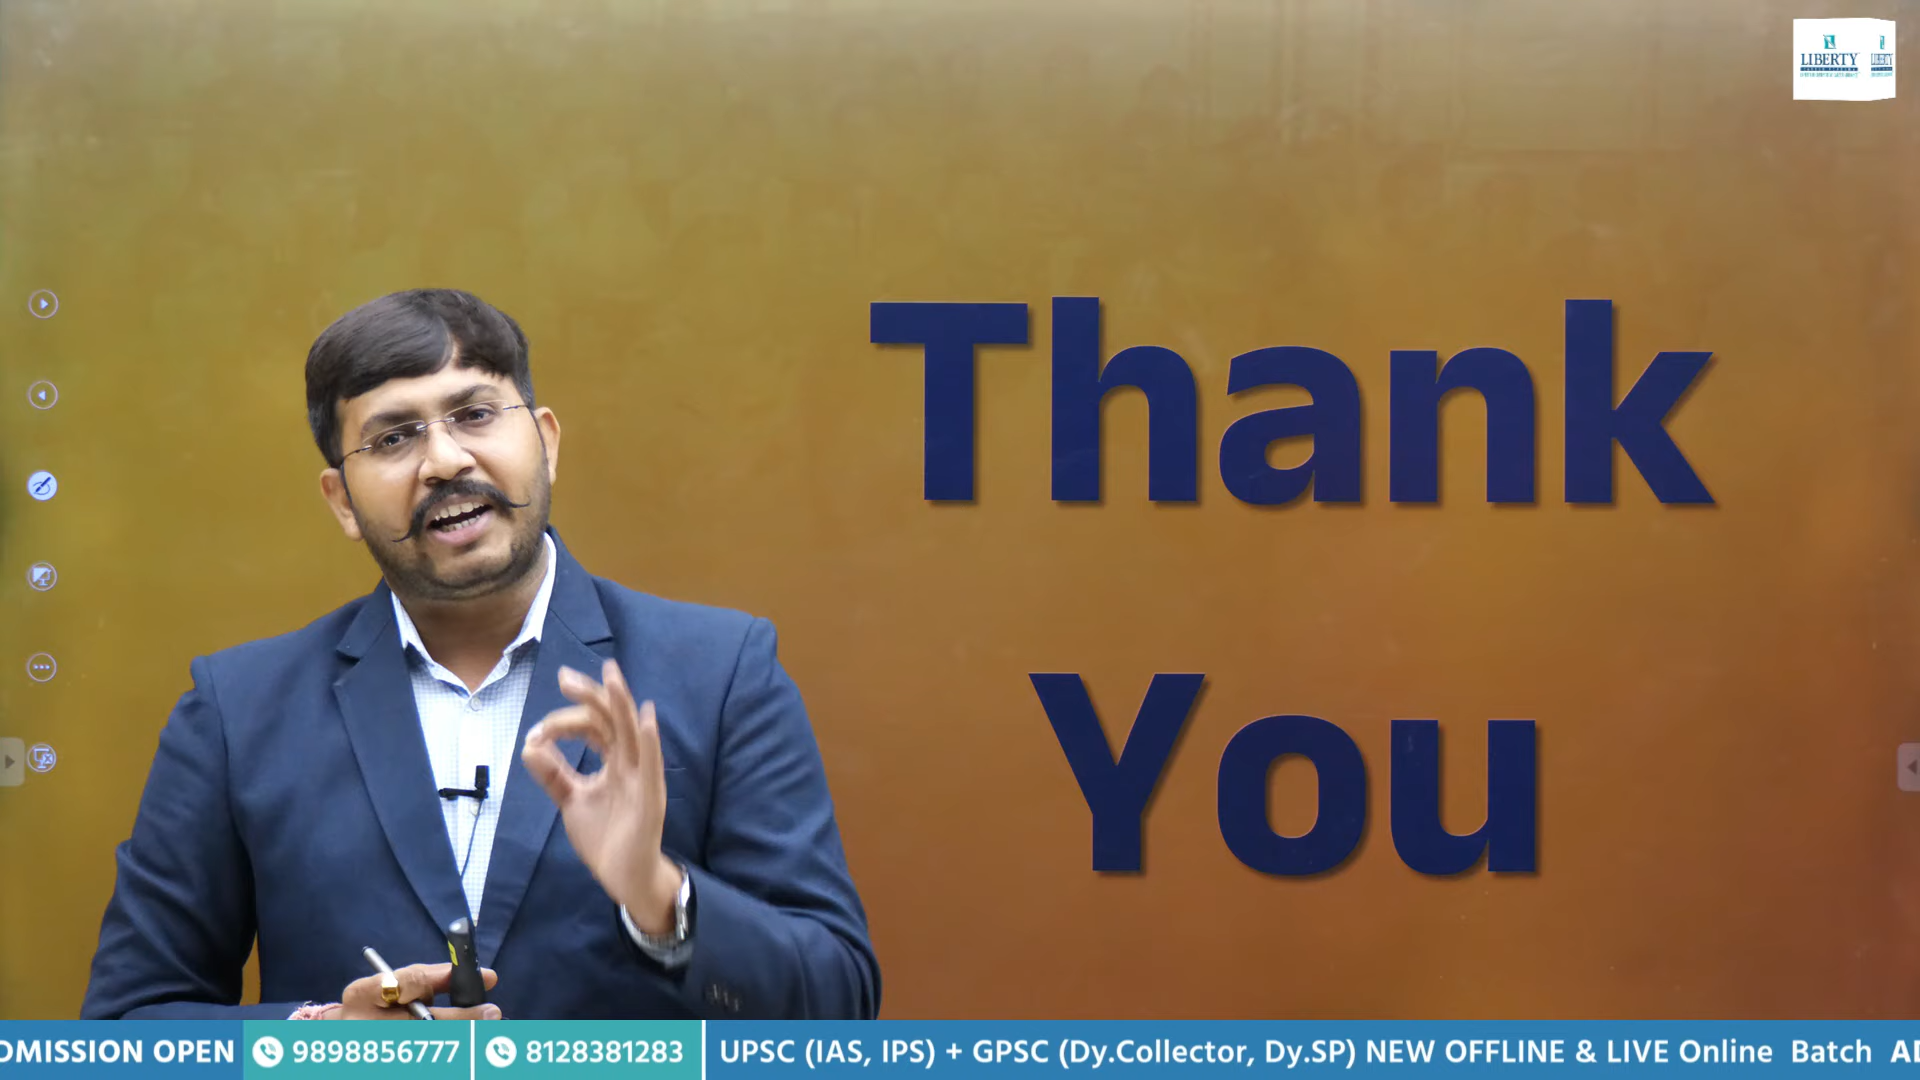 LIBERTY
Thank
You
DMISSION OPEN 9898856777 8128381283 UPSC (IAS, IPS) + GPSC (Dy.Collector, Dy.SP) NEW OFFLINE & LIVE Online Batch